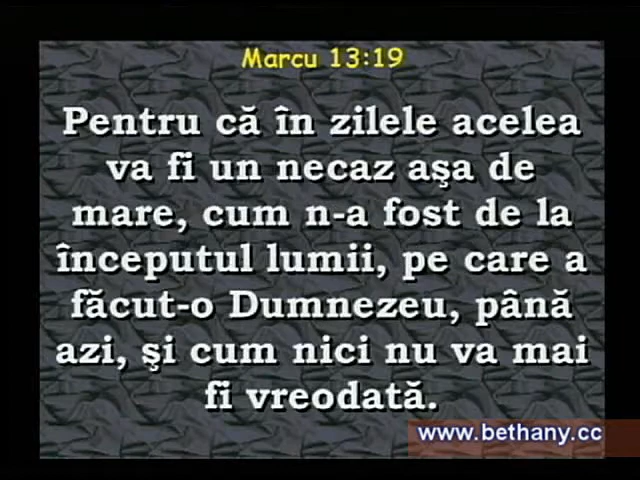 Marcu 13:19
Pentru că în zilele acelea
va fi un necaz aşa de
mare, cum n-a fost de la
începutul lumii, pe care a
făcut-o Dumnezeu, până
azi, şi cum nici nu va mai
fi vreodată.
www.bethany.cc